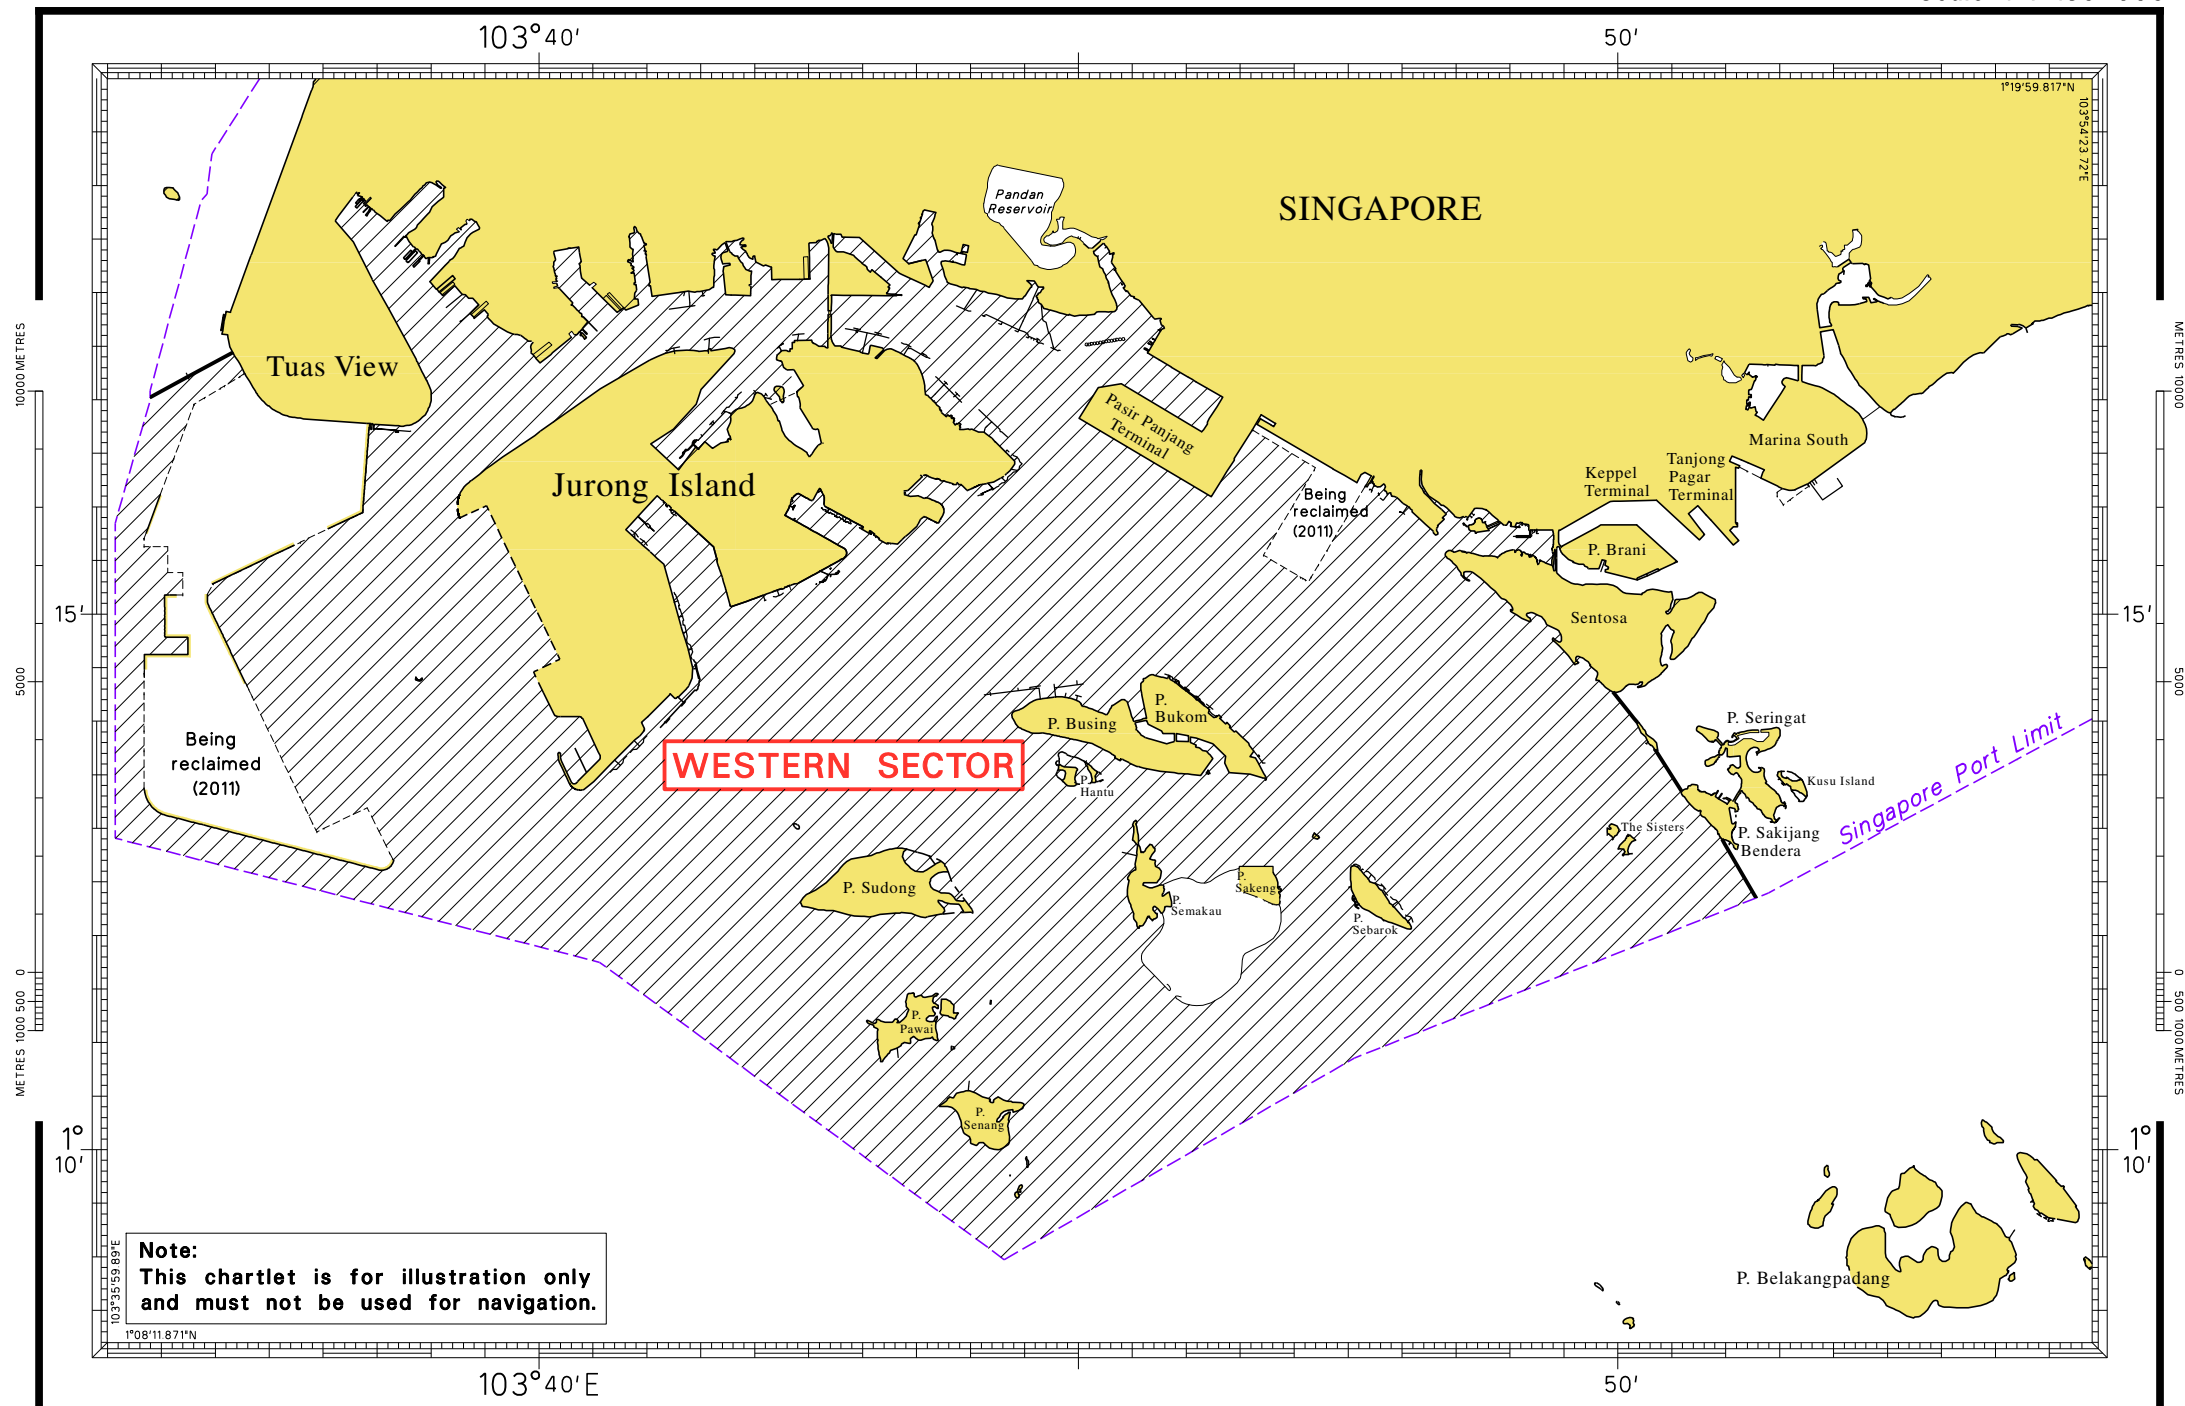 103°40'
50'
1°19'59.817"N
103°54'23.72"E
Pandan
Reservoir
SINGAPORE
Tuas View
Pasir Panjang
Terminal
Marina South
Keppel
Terminal
Tanjong
Pagar
Terminal
Jurong Island
Being
reclaimed
(2011)
P. Brani
Sentosa
15'
15'
P.
Bukom
P. Busing
P. Seringat
Kusu Island
Being
reclaimed
(2011)
WESTERN SECTOR
P.
Hantu
The Sisters
P. Sakijang
Bendera
Singapore Port Limit
P. Sudong
P.
Sakeng
P.
Semakau
P.
Sebarok
P.
Pawai
P.
Senang
1°
10'
1°
10'
P. Belakangpadang
Note:
This chartlet is for illustration only
and must not be used for navigation.
103°35'59.89"E
1°08'11.871"N
103°40'E
50'
METRES 1000 500 0 5000 10000 METRES
METRES 1000 5000 0 500 1000 METRES